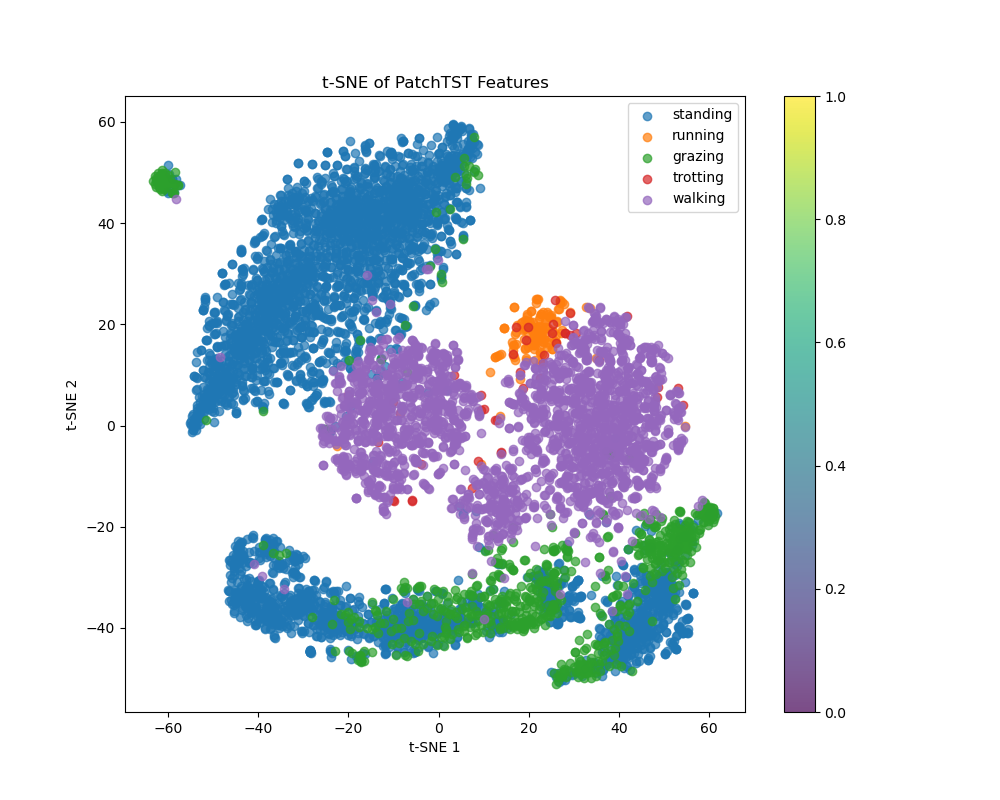 t-SNE of PatchTST Features
standing
running
grazing
trotting
walking
60
40
20
0
−20
−40
t-SNE 2
−60
−40
−20
0
20
40
60
t-SNE 1
1.0
0.8
0.6
0.4
0.2
0.0